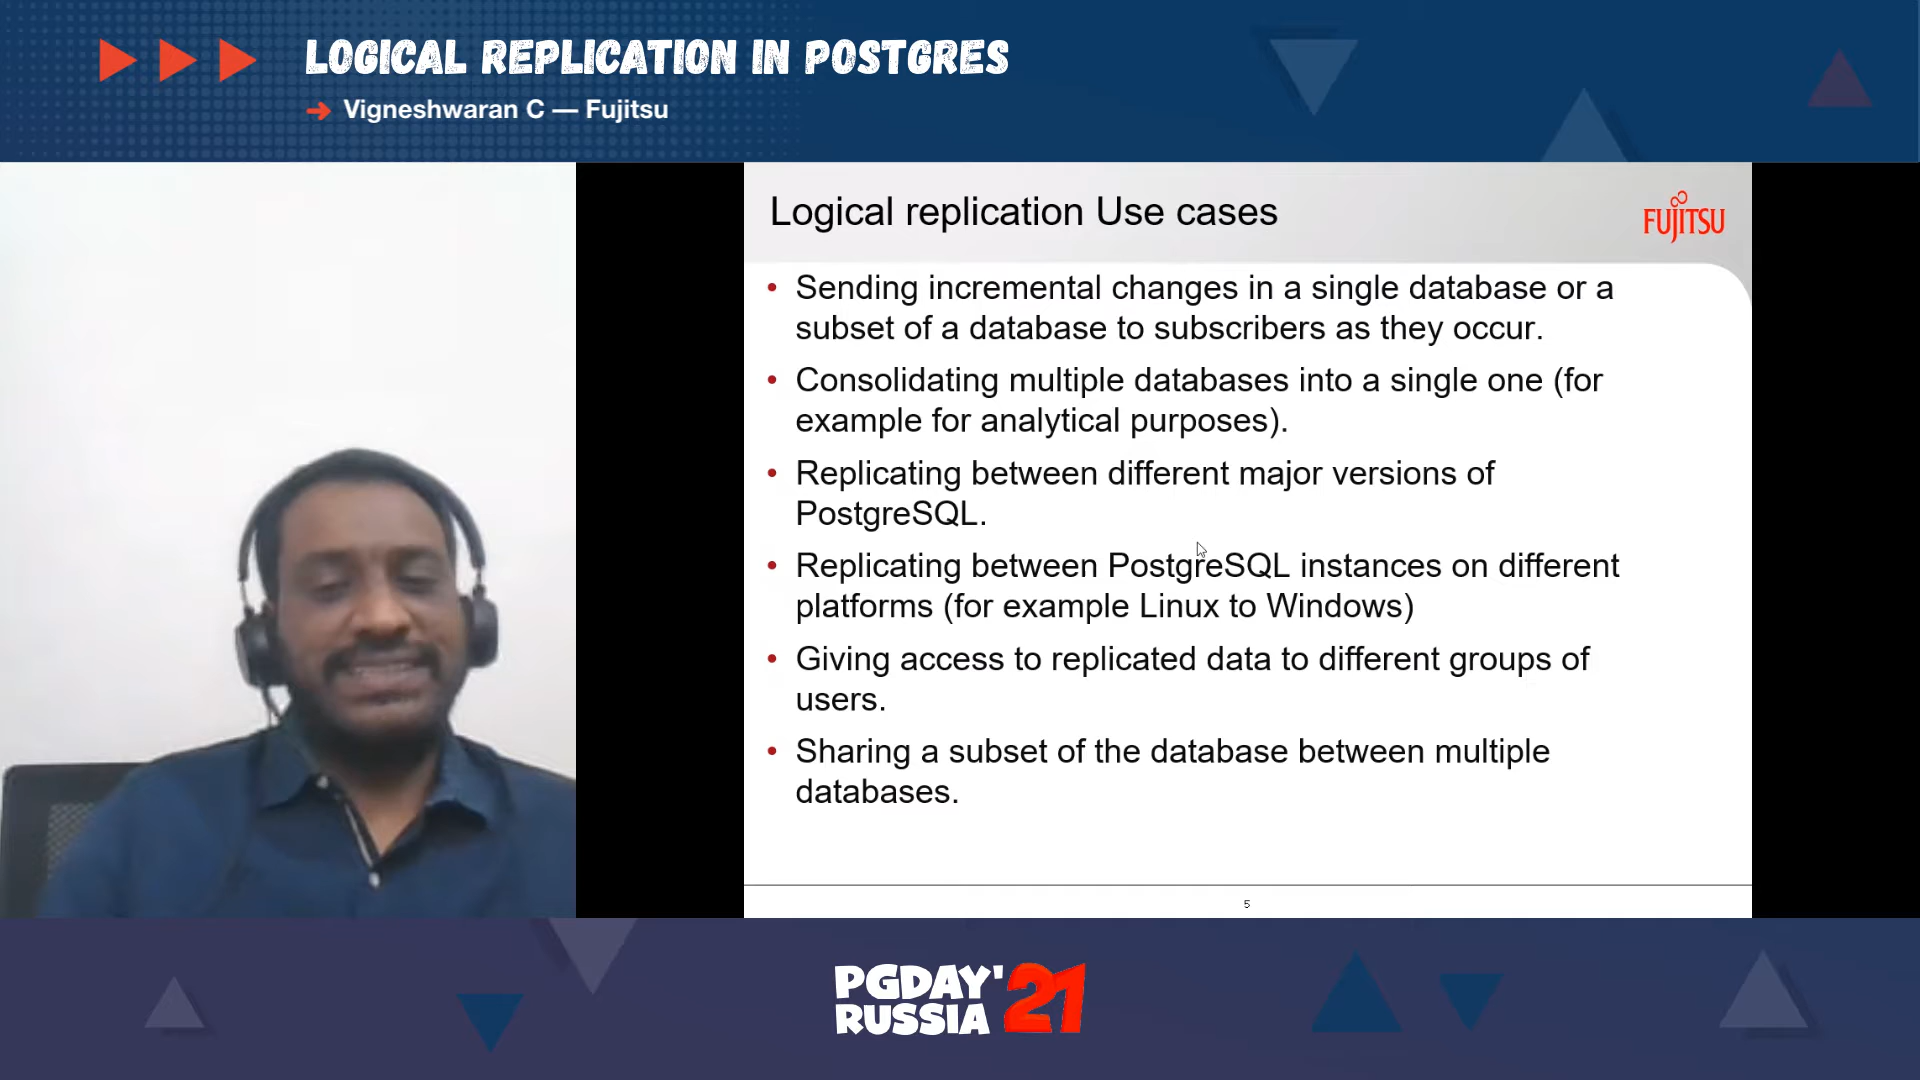 LOGICAL REPLICATION IN POSTGRES
Vigneshwaran C — Fujitsu
Logical replication Use cases
FUJITSU
• Sending incremental changes in a single database or a
subset of a database to subscribers as they occur.
• Consolidating multiple databases into a single one (for
example for analytical purposes).
• Replicating between different major versions of
PostgreSQL.
• Replicating between PostgreSQL instances on different
platforms (for example Linux to Windows)
• Giving access to replicated data to different groups of
users.
• Sharing a subset of the database between multiple
databases.
5
PGDAY'21
RUSSIA